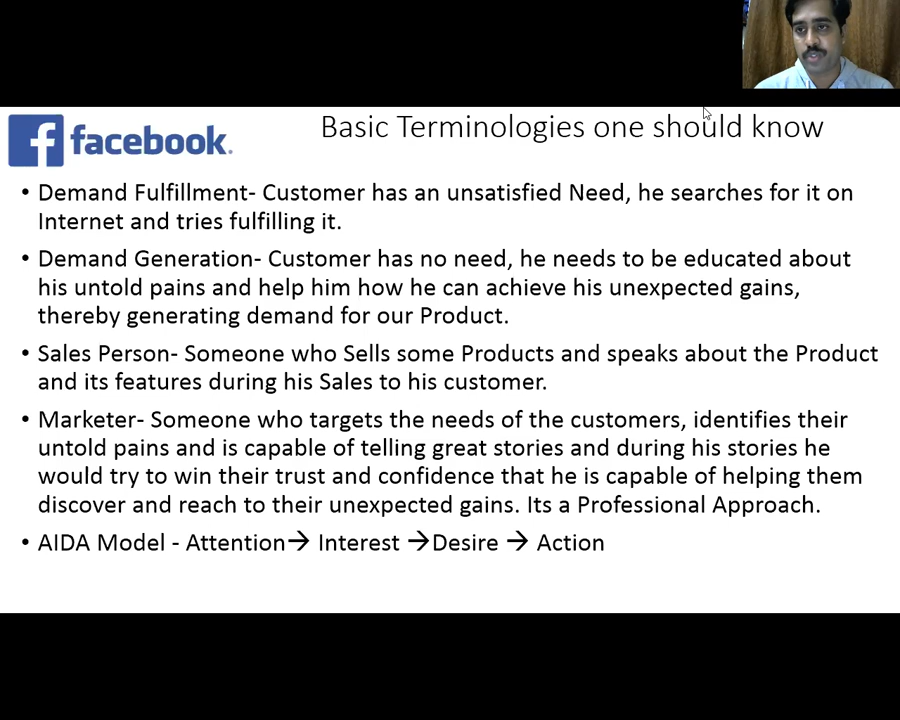 facebook.
Basic Terminologies one should know
• Demand Fulfillment- Customer has an unsatisfied Need, he searches for it on
Internet and tries fulfilling it.
• Demand Generation- Customer has no need, he needs to be educated about
his untold pains and help him how he can achieve his unexpected gains,
thereby generating demand for our Product.
• Sales Person- Someone who Sells some Products and speaks about the Product
and its features during his Sales to his customer.
• Marketer- Someone who targets the needs of the customers, identifies their
untold pains and is capable of telling great stories and during his stories he
would try to win their trust and confidence that he is capable of helping them
discover and reach to their unexpected gains. Its a Professional Approach.
• AIDA Model - Attention→ Interest →Desire → Action